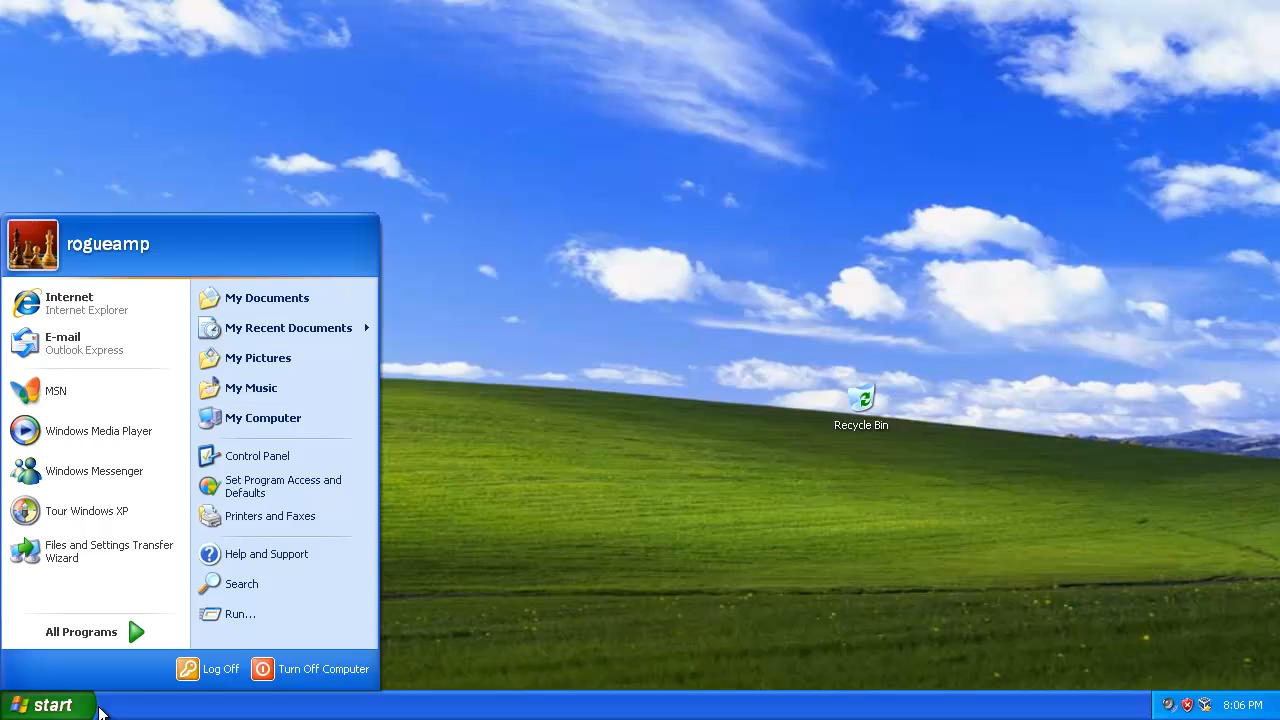 rogueamp
Internet
Internet Explorer
E-mail
Outlook Express
MSN
Windows Media Player
Windows Messenger
Tour Windows XP
Files and Settings Transfer
Wizard
All Programs
My Documents
My Recent Documents
My Pictures
My Music
My Computer
Control Panel
Set Program Access and
Defaults
Printers and Faxes
Help and Support
Search
Run...
Log Off
Turn Off Computer
Recycle Bin
start
8:06 PM